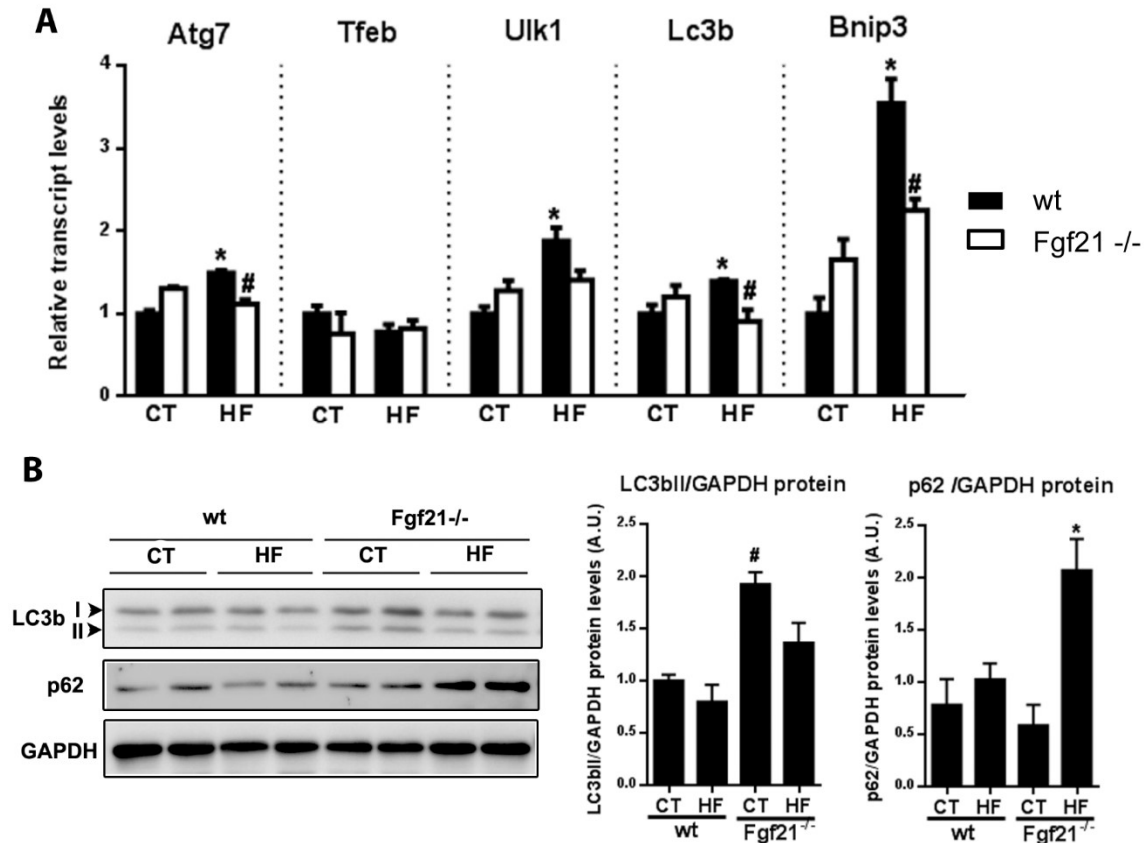 A
Atg7 Tfeb Ulk1 Lc3b Bnip3
Relative transcript levels
4
3
2
1
0
* # * * # * #
CT HF CT HF CT HF CT HF CT HF
wt
Fgf21 -/-
B
wt Fgf21-/-
CT HF CT HF
LC3b I
II
p62
GAPDH
LC3bII/GAPDH protein
LC3bII/GAPDH protein levels (A.U.)
2.5
2.0
1.5
1.0
0.5
0.0
#
CT HF CT HF
wt Fgf21-/-
p62 /GAPDH protein
p62/GAPDH protein levels (A.U.)
2.5
2.0
1.5
1.0
0.5
0.0
*
CT HF CT HF
wt Fgf21-/-